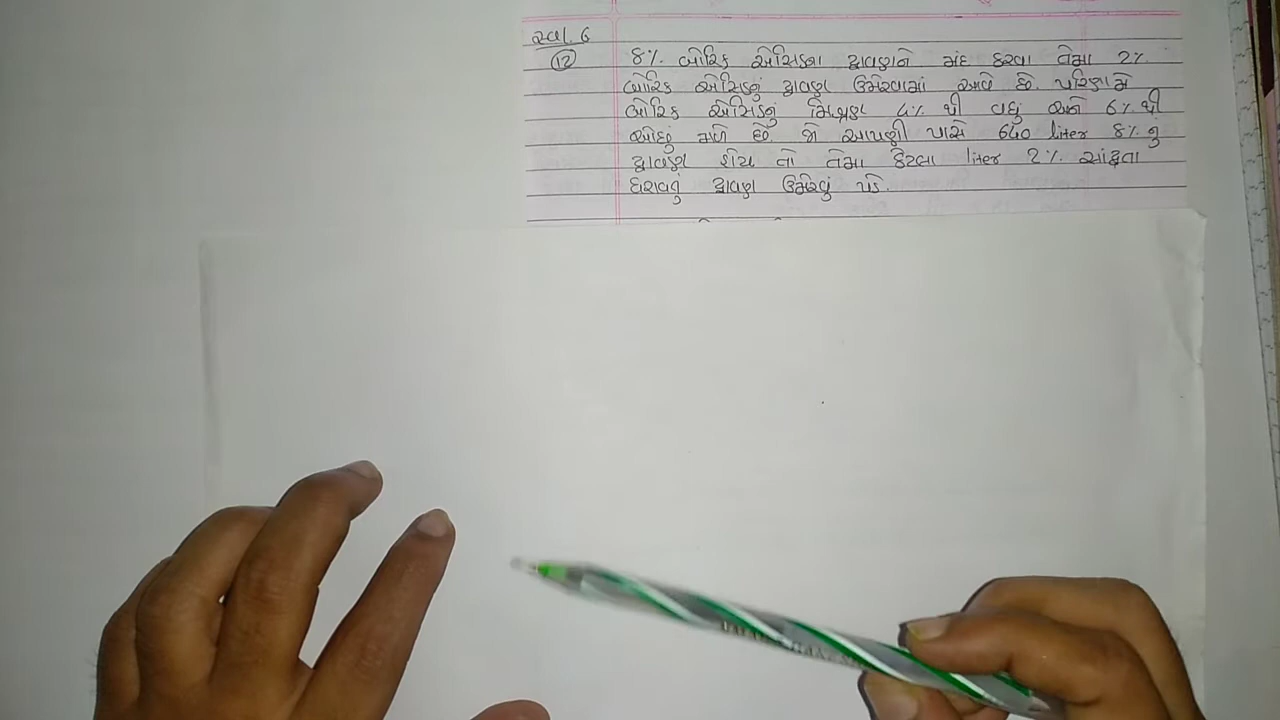 સ્વા. 6
(12) 8%. બોરિક એસિડના દ્રાવણને મંદ કરવા તેમા 2%.
બોરિક એસિડનું દ્રાવણ ઉમેરવામાં આવે છે. પરિણામે
બોરિક એસિડનું મિશ્રણ 4% થી વધુ અને 6% થી
ઓછું મળે છે. જો આપણી પાસે 640 liter 8% નું
દ્રાવણ હોય તો તેમા કેટલા liter 2%. સાંદ્રતા
ધરાવતું દ્રાવણ ઉમેરવું પડે.